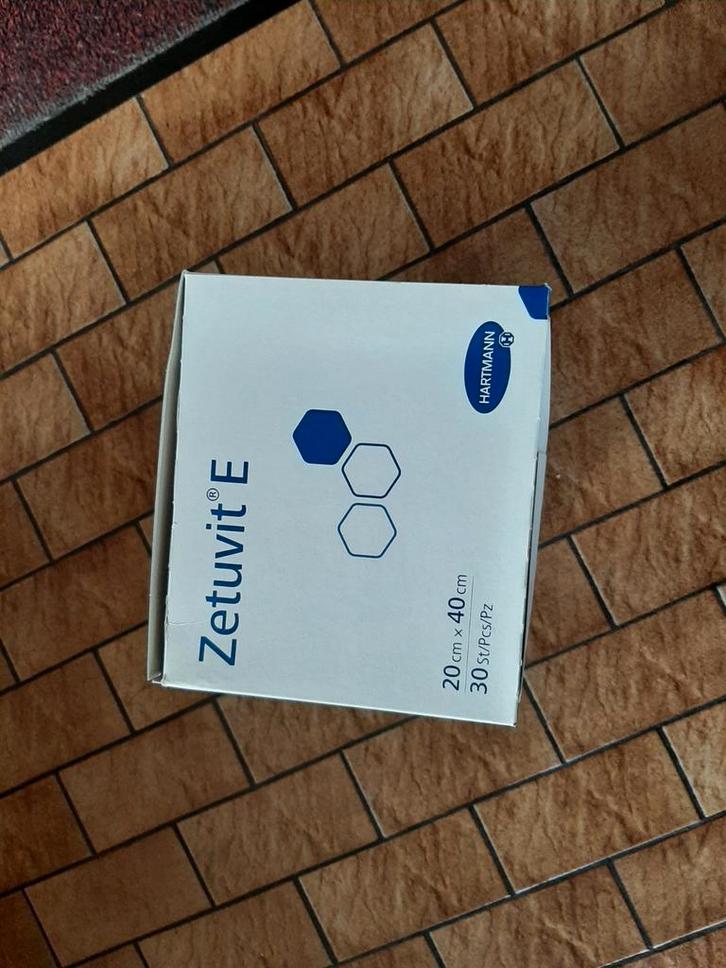 Zetuvit® E
20 cm x 40 cm
30 St/Pcs/Pz
HARTMANN